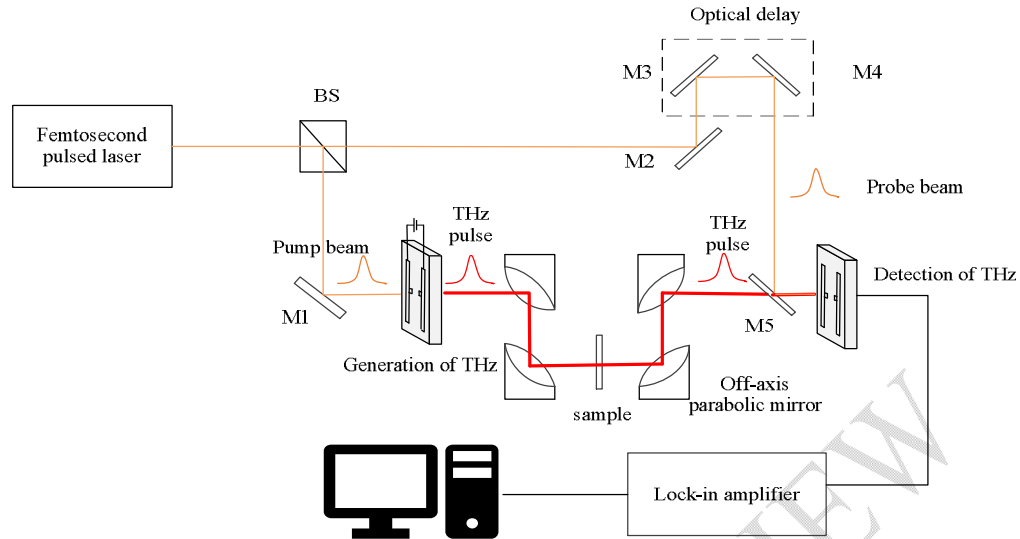 Optical delay
M3
M4
BS
Femtosecond
pulsed laser
M2
Probe beam
THz
pulse
THz
pulse
Pump beam
Detection of THz
M1
M5
Generation of THz
Off-axis
parabolic mirror
sample
Lock-in amplifier